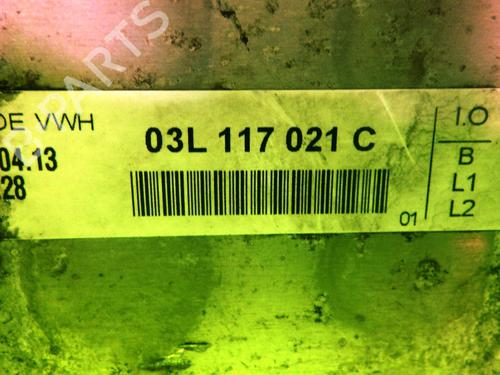 DE VWH
04.13
28
03L 117 021 C
01
I.O
B
L1
L2
PARTS